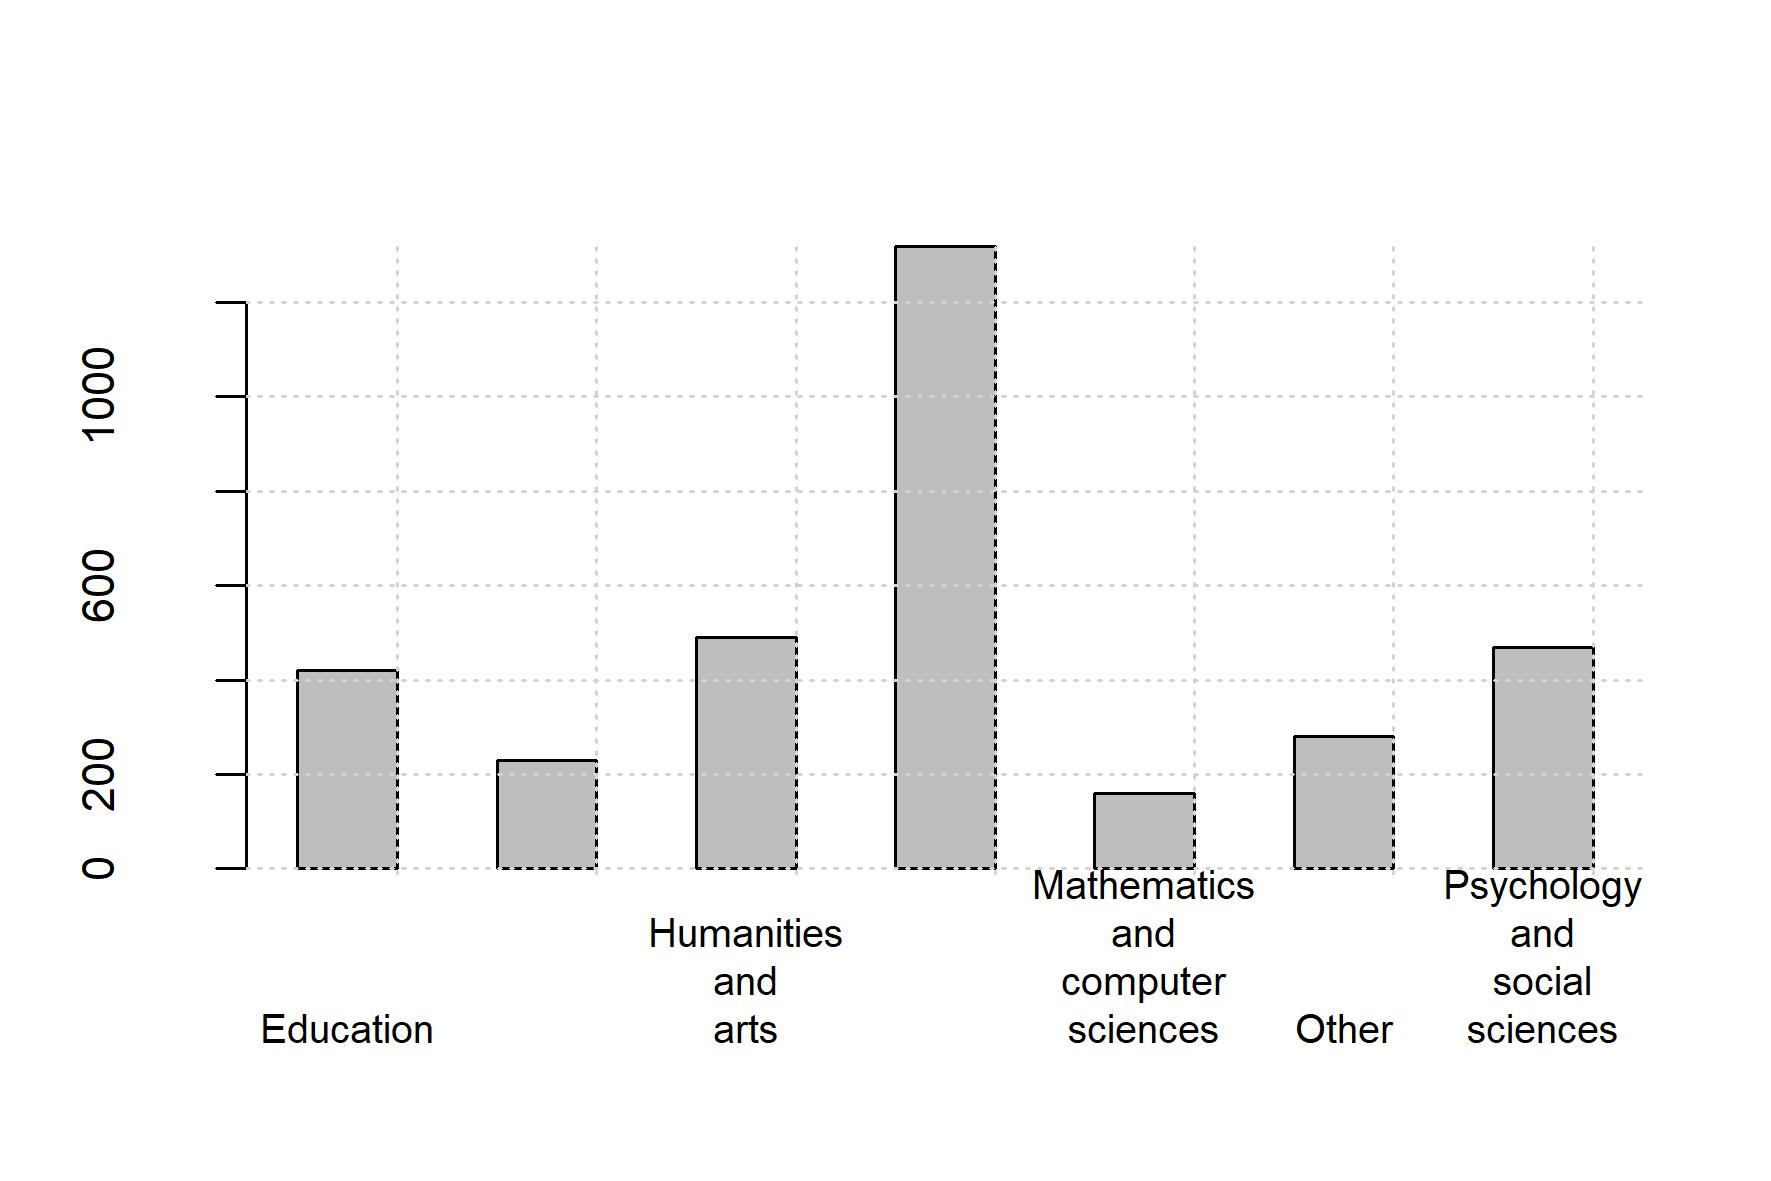 1000
600
200
0
Education
Humanities
and
arts
Mathematics
and
computer
sciences
Other
Psychology
and
social
sciences